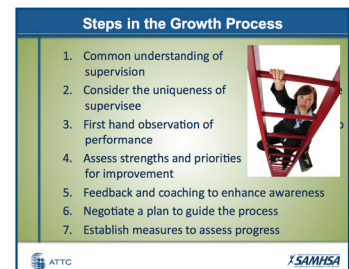 Steps in the Growth Process
1. Common understanding of
supervision
2. Consider the uniqueness of
supervisee
3. First hand observation of
performance
4. Assess strengths and priorities
for improvement
5. Feedback and coaching to enhance awareness
6. Negotiate a plan to guide the process
7. Establish measures to assess progress
ATTC
SAMHSA